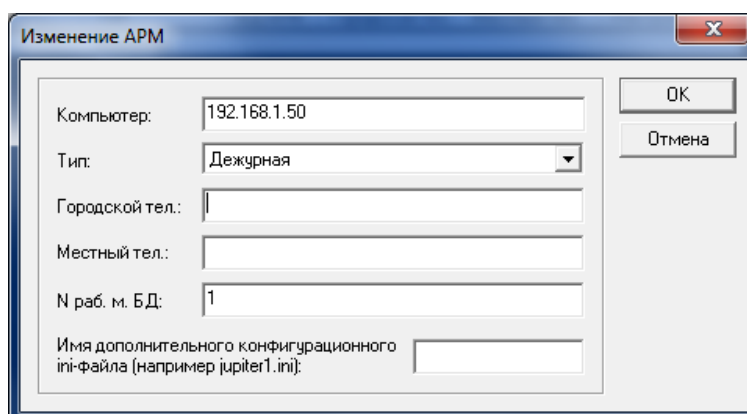 Изменение АРМ
Компьютер: 192.168.1.50
OK
Тип: Дежурная
Отмена
Городской тел.:
Местный тел.:
N раб. м. БД: 1
Имя дополнительного конфигурационного
ini-файла (например jupiter1.ini):